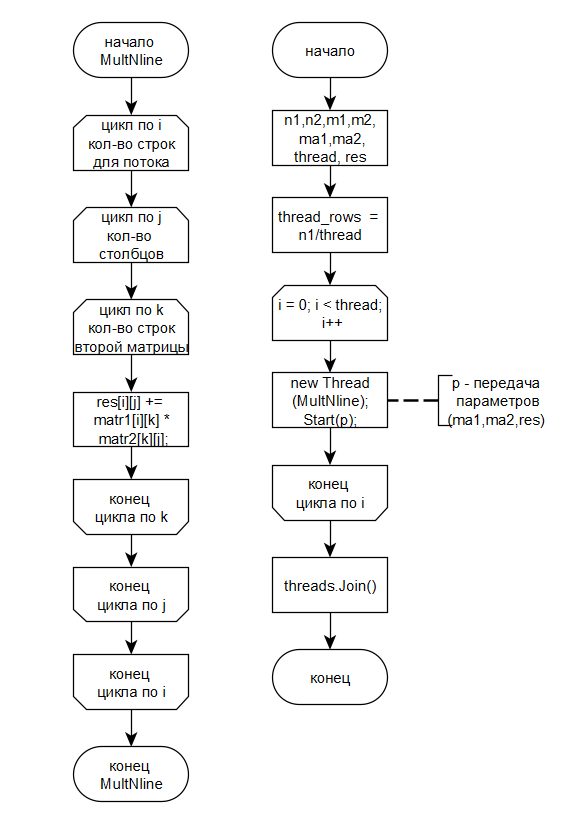 начало
MultNline
цикл по i
кол-во строк
для потока
цикл по j
кол-во
столбцов
цикл по k
кол-во строк
второй матрицы
res[i][j] +=
matr1[i][k] *
matr2[k][j];
конец
цикла по k
конец
цикла по j
конец
цикла по i
конец
MultNline
начало
n1,n2,m1,m2,
ma1,ma2,
thread, res
thread_rows =
n1/thread
i = 0; i < thread;
i++
new Thread
(MultNline);
Start(p);
p - передача
параметров
(ma1,ma2,res)
конец
цикла по i
threads.Join()
конец